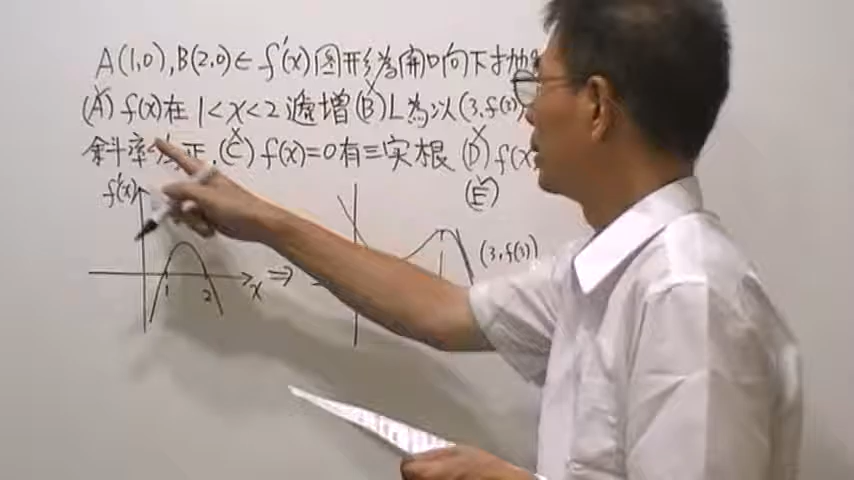 A(1,0),B(2,0)∈f'(x)圖形為開口向下拋
(A)f(x)在1<x<2遞增(B)L為以(3,f(3)
斜率為正,(C)f(x)=0有三實根(D)f(x
(E)
f'(x)
(3,f(3))
1 2 x ⇒